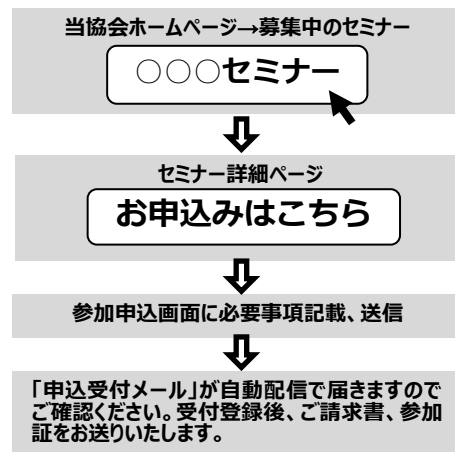 当協会ホームページ→募集中のセミナー
○○○セミナー
セミナー詳細ページ
お申込みはこちら
参加申込画面に必要事項記載、送信
「申込受付メール」が自動配信で届きますので
ご確認ください。受付登録後、ご請求書、参加
証をお送りいたします。